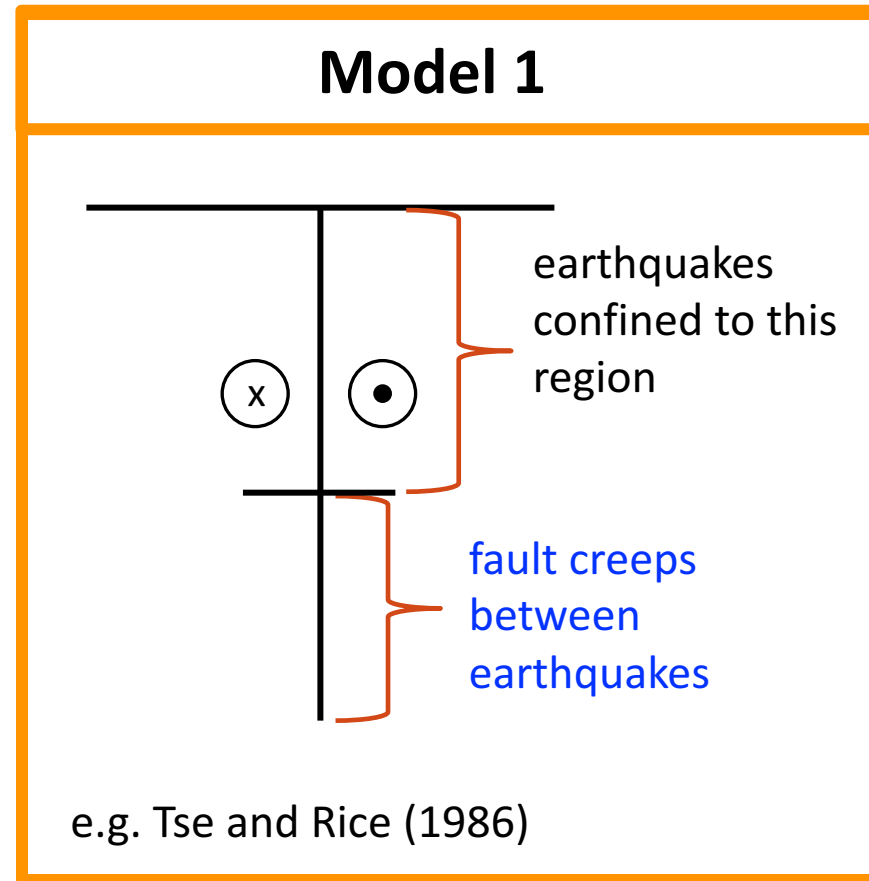 Model 1
earthquakes
confined to this
region
x
fault creeps
between
earthquakes
e.g. Tse and Rice (1986)